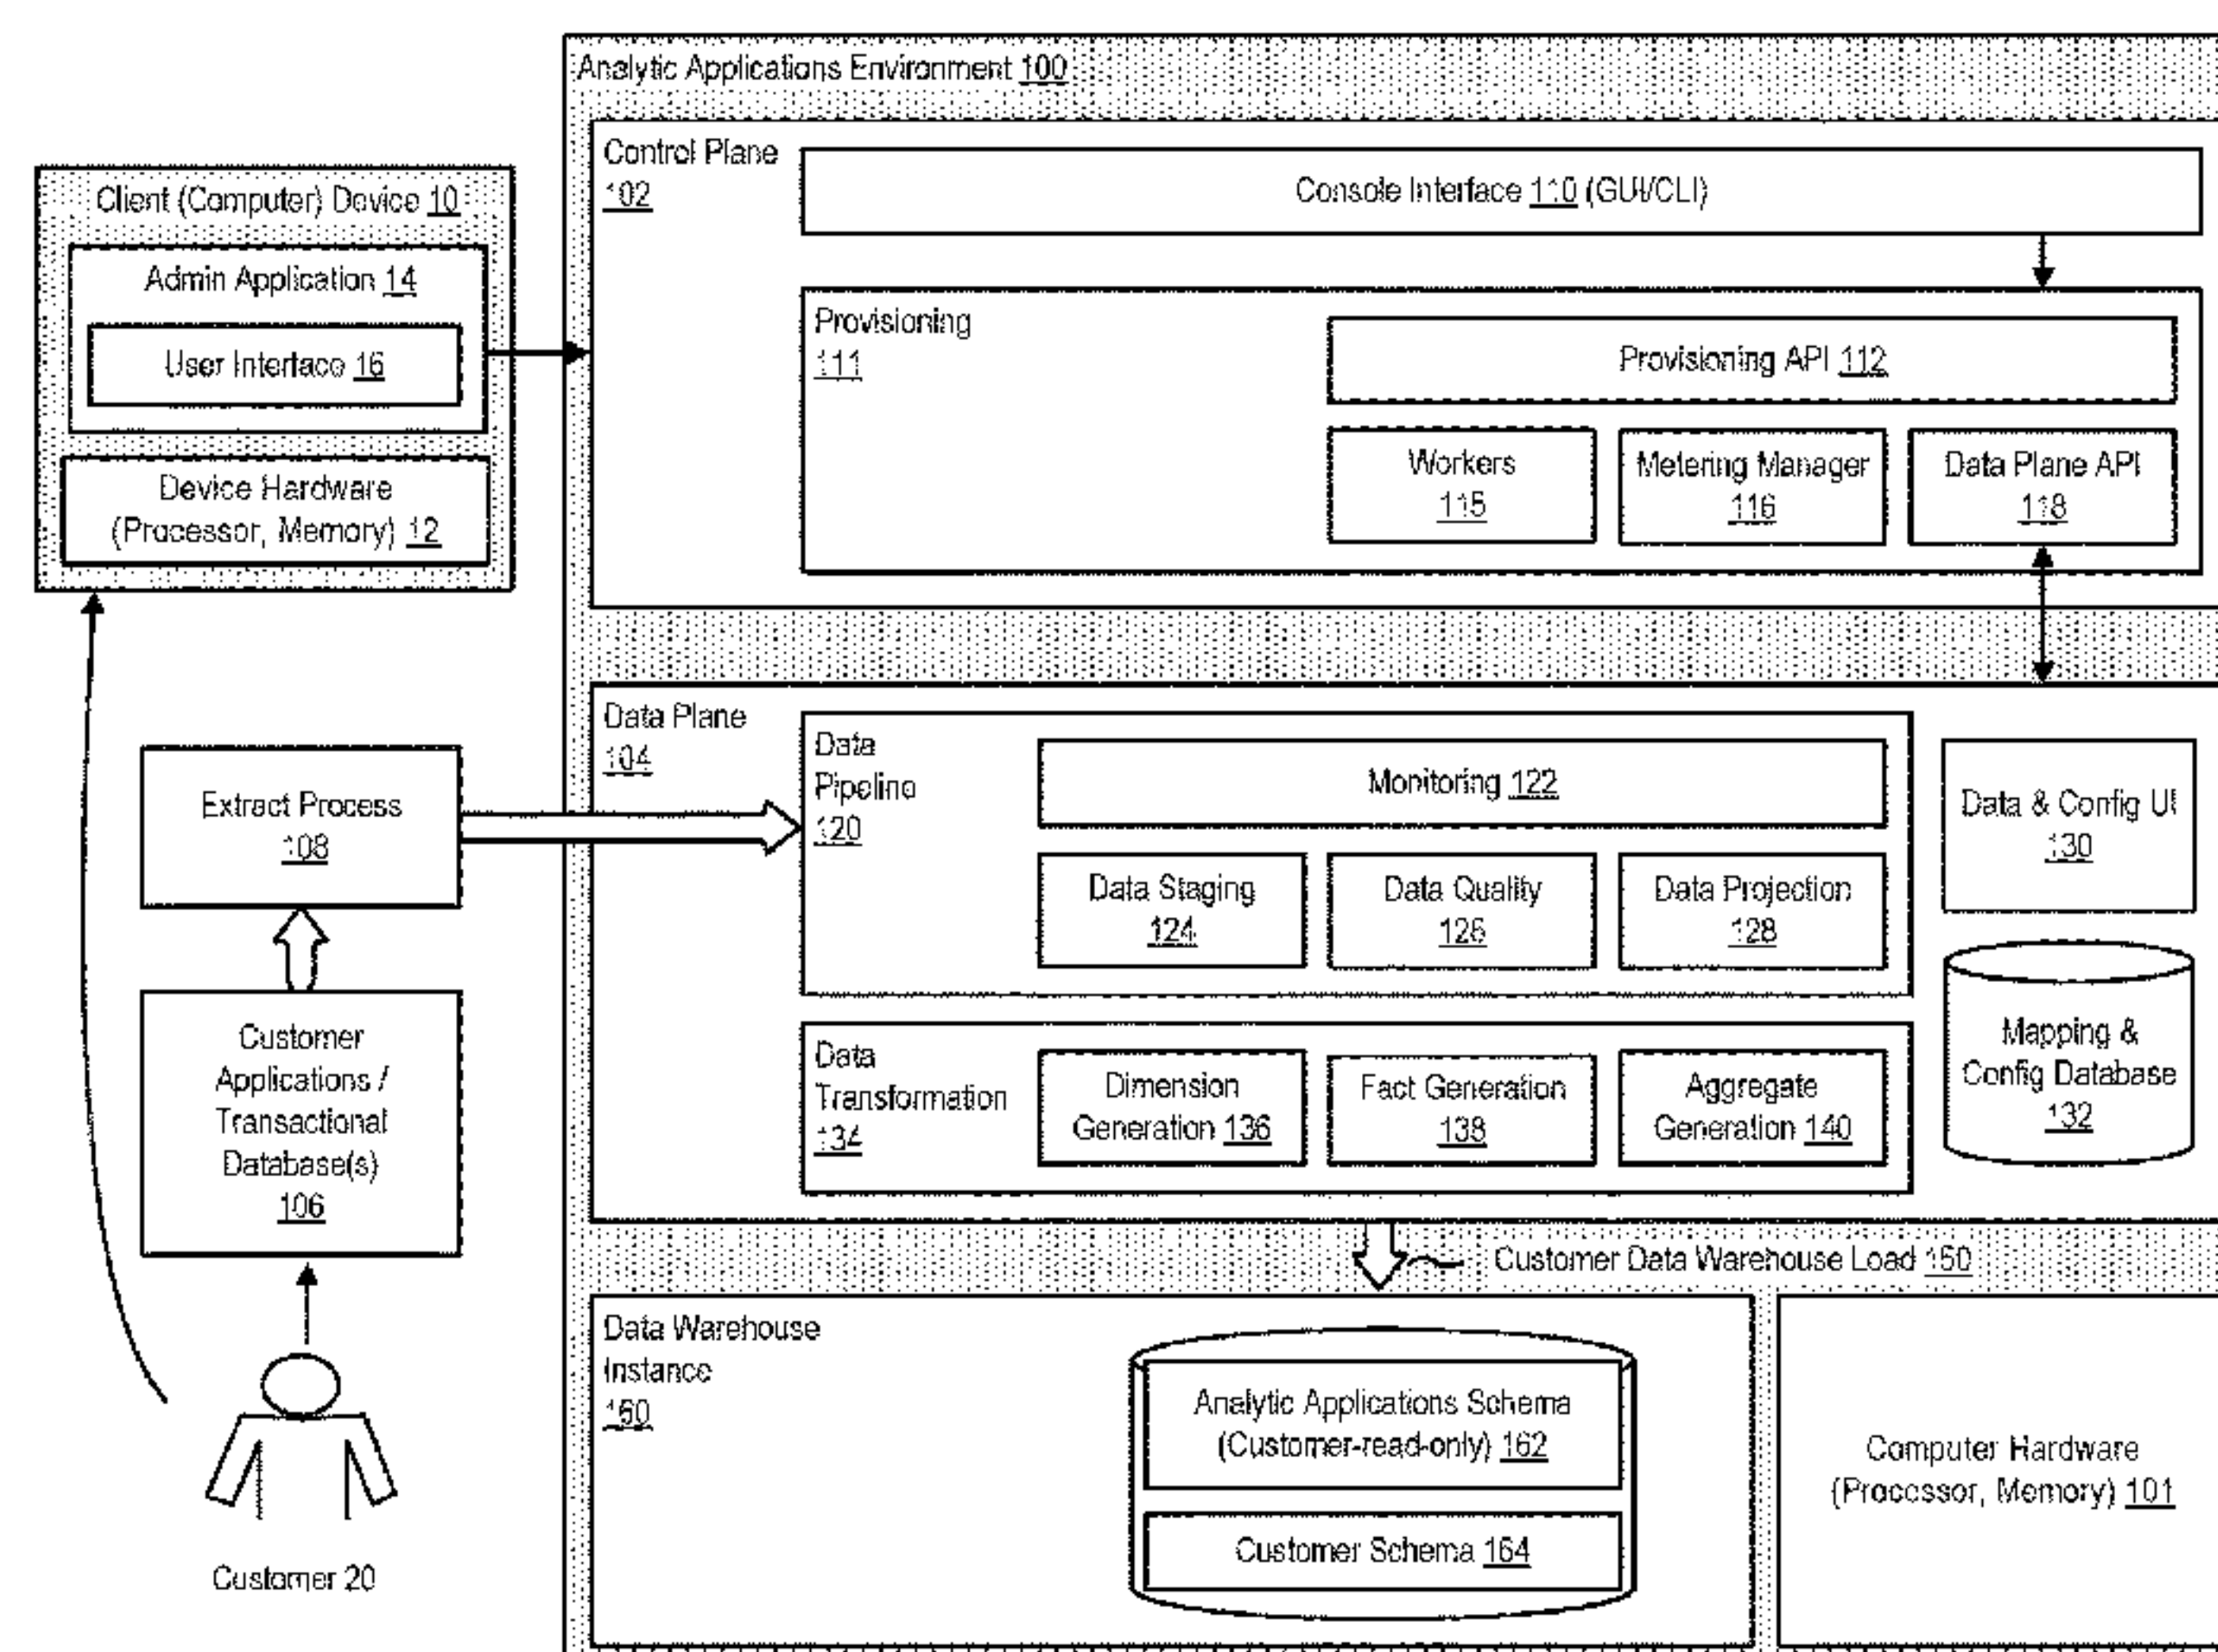 Analytic Applications Environment 100
Control Plane
102
Console Interface 110 (GUI/CLI)
Client (Computer) Device 10
Admin Application 14
User Interface 16
Device Hardware
(Processor, Memory) 12
Provisioning
111
Provisioning API 112
Workers
115
Metering Manager
116
Data Plane API
118
Data Plane
104
Data
Pipeline
120
Monitoring 122
Data Staging
124
Data Quality
126
Data Projection
128
Data & Config UI
130
Extract Process
108
Customer
Applications /
Transactional
Database(s)
106
Data
Transformation
134
Dimension
Generation 136
Fact Generation
138
Aggregate
Generation 140
Mapping &
Config Database
132
Customer Data Warehouse Load 150
Data Warehouse
Instance
160
Analytic Applications Schema
(Customer-read-only) 162
Customer Schema 164
Computer Hardware
(Processor, Memory) 101
Customer 20